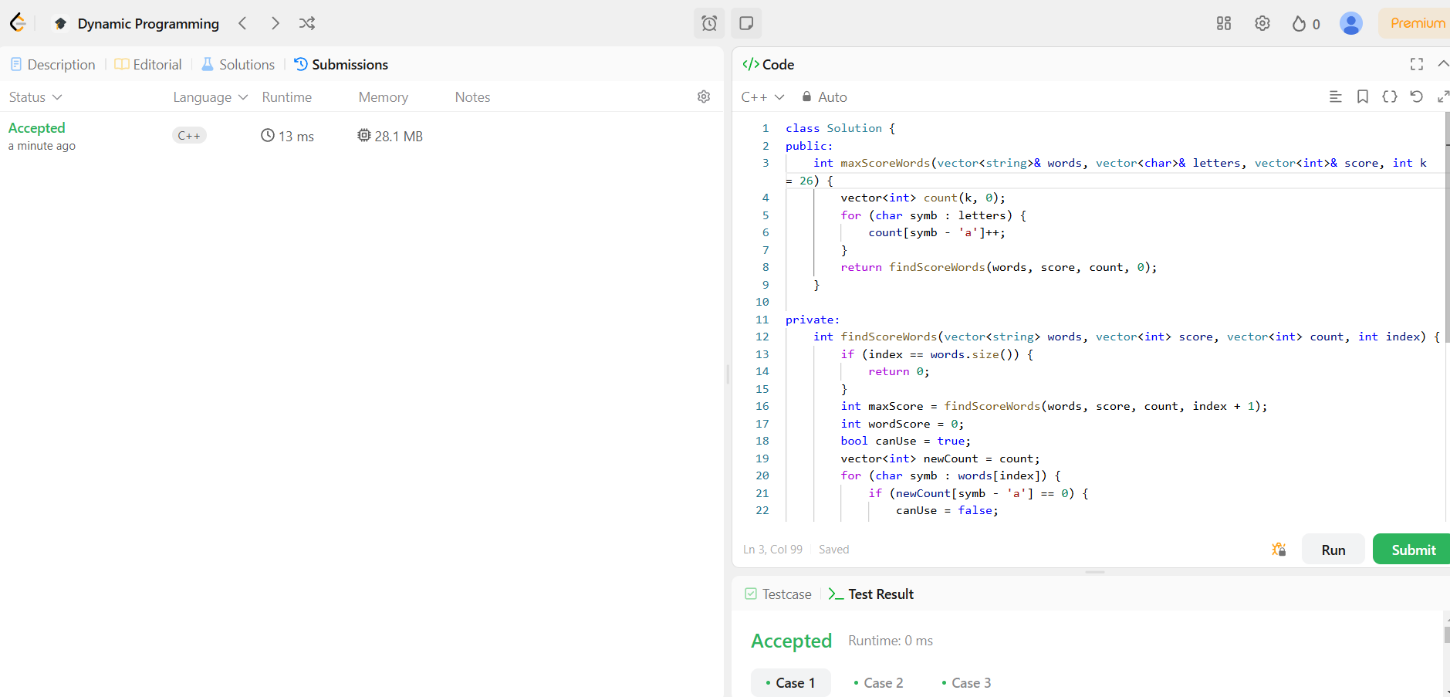 Dynamic Programming
0
Premium
Description
Editorial
Solutions
Submissions
Status
Language
Runtime
Memory
Notes
Accepted
a minute ago
C++
13 ms
28.1 MB
</> Code
C++
Auto
1 class Solution {
2 public:
3     int maxScoreWords(vector<string>& words, vector<char>& letters, vector<int>& score, int k
= 26) {
4         vector<int> count(k, 0);
5         for (char symb : letters) {
6             count[symb - 'a']++;
7         }
8         return findScoreWords(words, score, count, 0);
9     }
10
11 private:
12     int findScoreWords(vector<string> words, vector<int> score, vector<int> count, int index) {
13         if (index == words.size()) {
14             return 0;
15         }
16         int maxScore = findScoreWords(words, score, count, index + 1);
17         int wordScore = 0;
18         bool canUse = true;
19         vector<int> newCount = count;
20         for (char symb : words[index]) {
21             if (newCount[symb - 'a'] == 0) {
22                 canUse = false;
Ln 3, Col 99 Saved
Run
Submit
Testcase
Test Result
Accepted Runtime: 0 ms
• Case 1 • Case 2 • Case 3